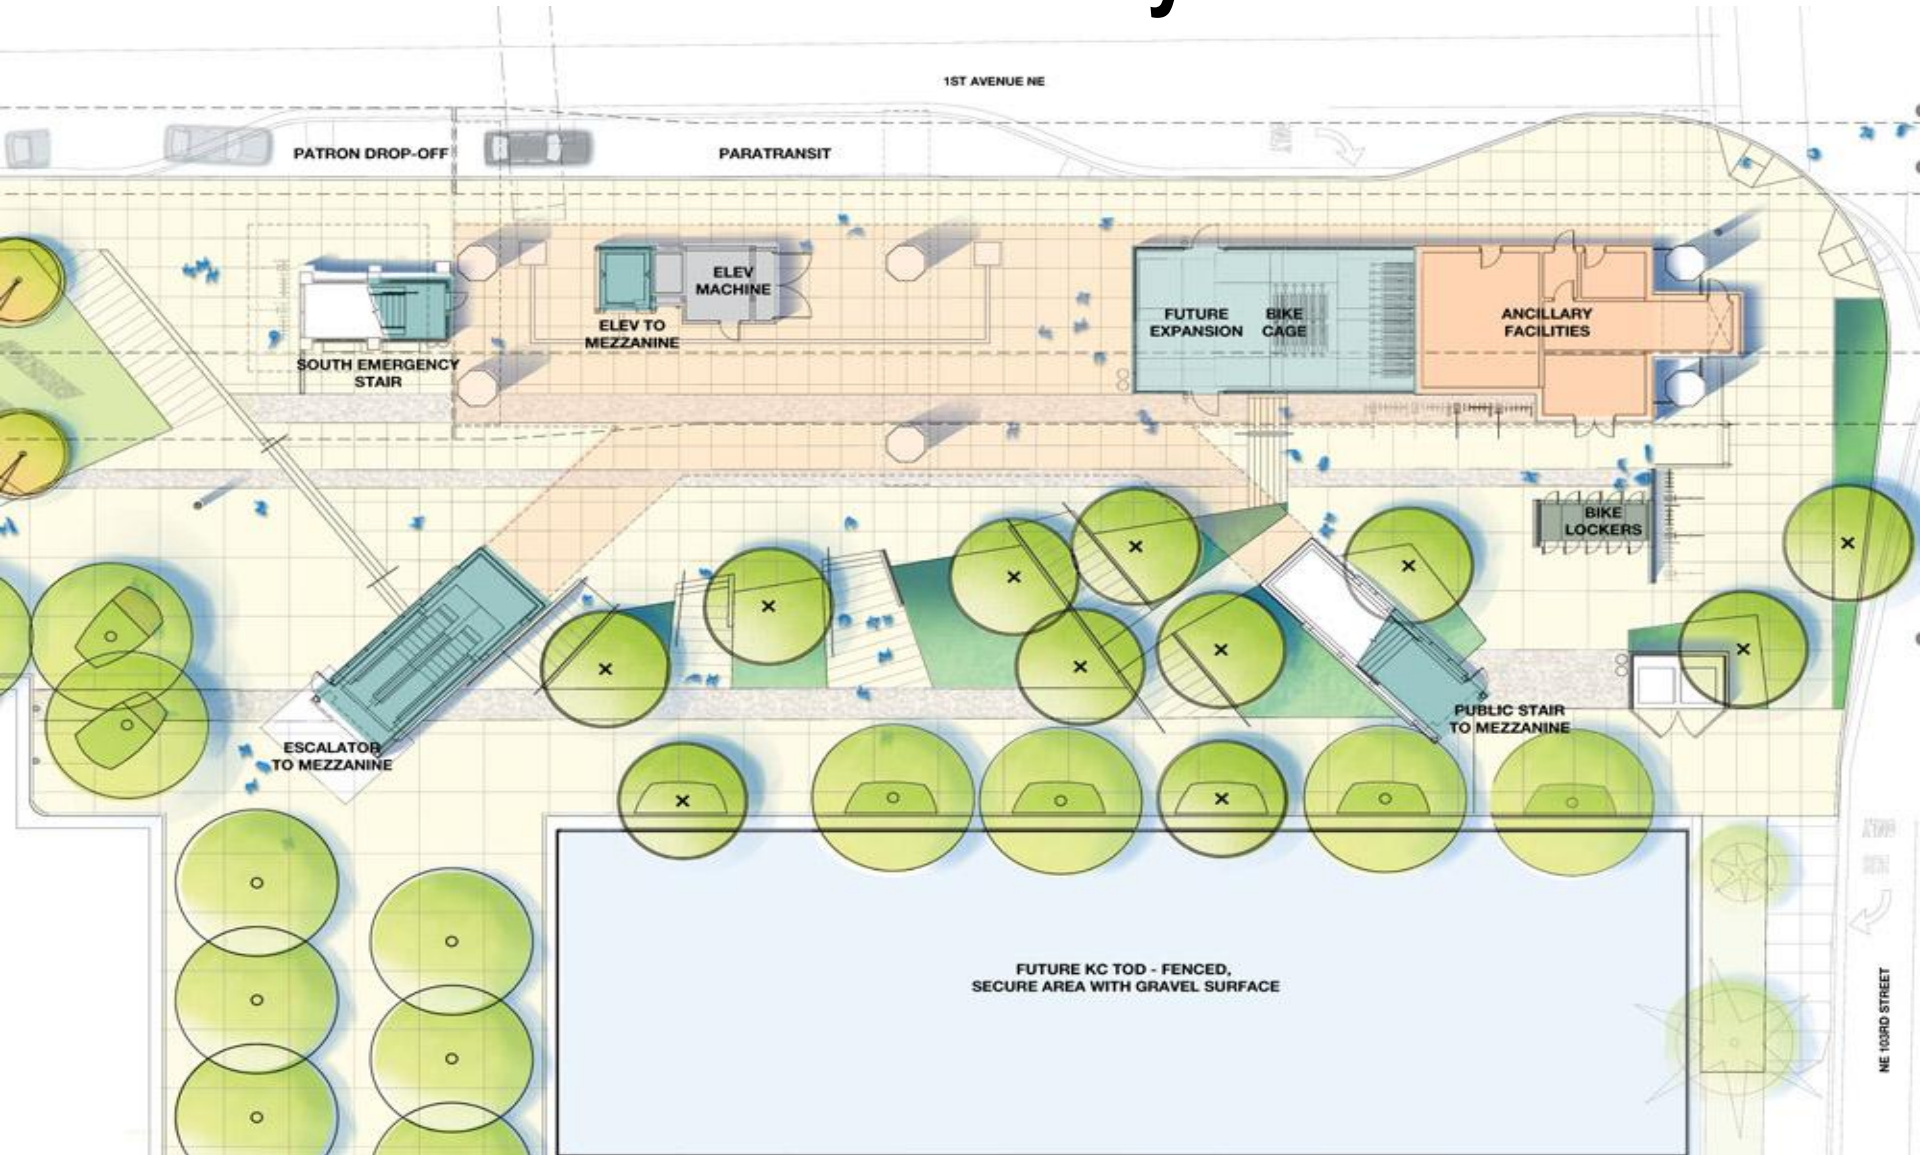 1ST AVENUE NE
PATRON DROP-OFF
PARATRANSIT
ELEV
MACHINE
ELEV TO
MEZZANINE
SOUTH EMERGENCY
STAIR
FUTURE
EXPANSION
BIKE
CAGE
ANCILLARY
FACILITIES
BIKE
LOCKERS
PUBLIC STAIR
TO MEZZANINE
ESCALATOR
TO MEZZANINE
FUTURE KC TOD - FENCED,
SECURE AREA WITH GRAVEL SURFACE
NE 103RD STREET